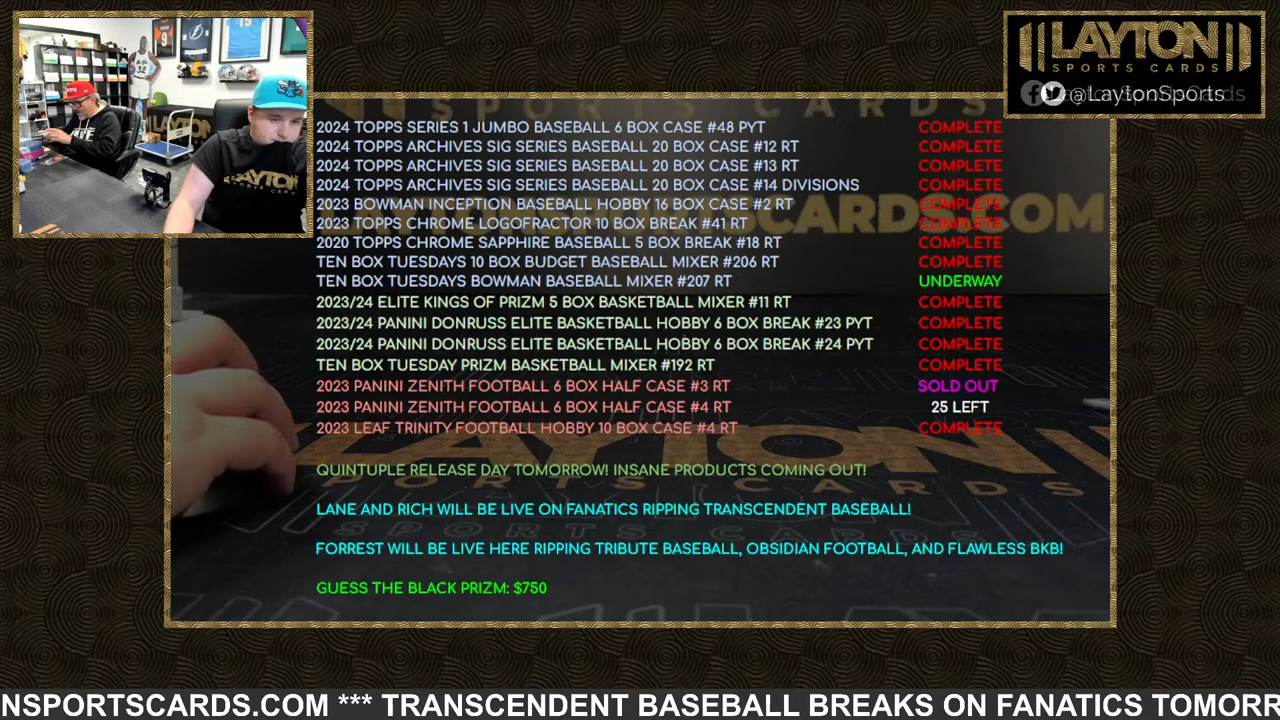 LAYTON
SPORTS CARDS
@LaytonSports
2024 TOPPS SERIES 1 JUMBO BASEBALL 6 BOX CASE #48 PYT COMPLETE
2024 TOPPS ARCHIVES SIG SERIES BASEBALL 20 BOX CASE #12 RT COMPLETE
2024 TOPPS ARCHIVES SIG SERIES BASEBALL 20 BOX CASE #13 RT COMPLETE
2024 TOPPS ARCHIVES SIG SERIES BASEBALL 20 BOX CASE #14 DIVISIONS COMPLETE
2023 BOWMAN INCEPTION BASEBALL HOBBY 16 BOX CASE #2 RT COMPLETE
2023 TOPPS CHROME LOGOFRACTOR 10 BOX BREAK #41 RT COMPLETE
2020 TOPPS CHROME SAPPHIRE BASEBALL 5 BOX BREAK #18 RT COMPLETE
TEN BOX TUESDAYS 10 BOX BUDGET BASEBALL MIXER #206 RT COMPLETE
TEN BOX TUESDAYS BOWMAN BASEBALL MIXER #207 RT UNDERWAY
2023/24 ELITE KINGS OF PRIZM 5 BOX BASKETBALL MIXER #11 RT COMPLETE
2023/24 PANINI DONRUSS ELITE BASKETBALL HOBBY 6 BOX BREAK #23 PYT COMPLETE
2023/24 PANINI DONRUSS ELITE BASKETBALL HOBBY 6 BOX BREAK #24 PYT COMPLETE
TEN BOX TUESDAY PRIZM BASKETBALL MIXER #192 RT COMPLETE
2023 PANINI ZENITH FOOTBALL 6 BOX HALF CASE #3 RT SOLD OUT
2023 PANINI ZENITH FOOTBALL 6 BOX HALF CASE #4 RT 25 LEFT
2023 LEAF TRINITY FOOTBALL HOBBY 10 BOX CASE #4 RT COMPLETE
QUINTUPLE RELEASE DAY TOMORROW! INSANE PRODUCTS COMING OUT!
LANE AND RICH WILL BE LIVE ON FANATICS RIPPING TRANSCENDENT BASEBALL!
FORREST WILL BE LIVE HERE RIPPING TRIBUTE BASEBALL, OBSIDIAN FOOTBALL, AND FLAWLESS BKB!
GUESS THE BLACK PRIZM: $750
NSPORTSCARDS.COM *** TRANSCENDENT BASEBALL BREAKS ON FANATICS TOMORR